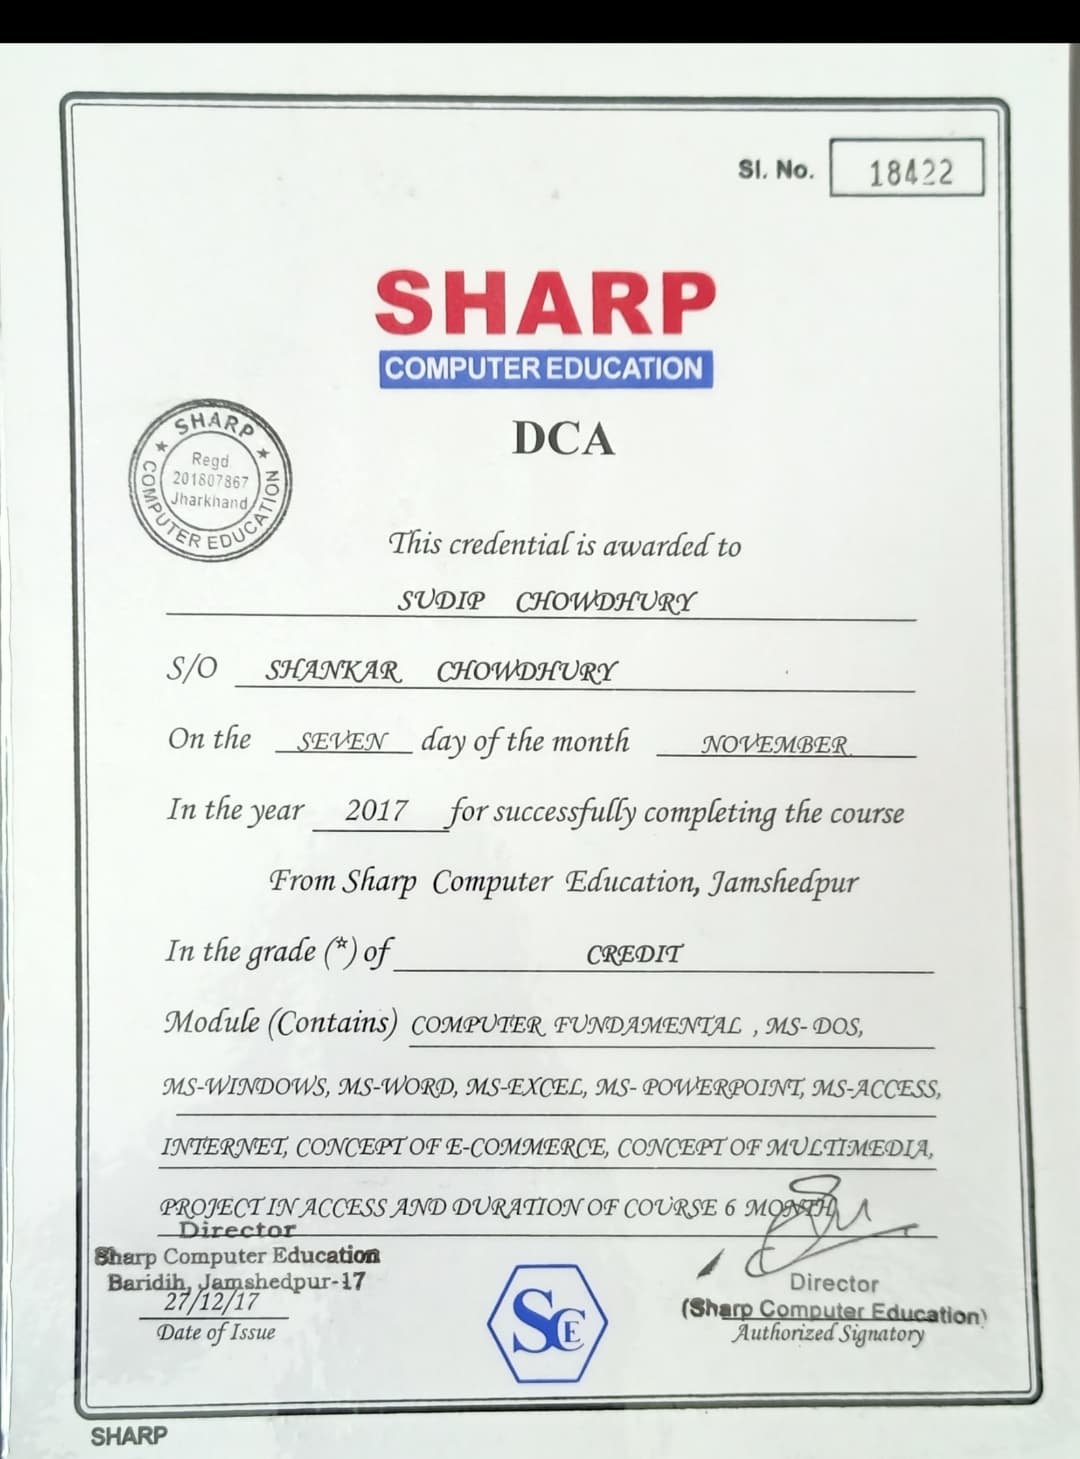 Sl. No. 18422
SHARP
COMPUTER EDUCATION
DCA
SHARP
COMPUTER EDUCATION
Regd
201807867
Jharkhand
This credential is awarded to
SUDIP CHOWDHURY
S/O SHANKAR CHOWDHURY
On the SEVEN day of the month NOVEMBER
In the year 2017 for successfully completing the course
From Sharp Computer Education, Jamshedpur
In the grade (*) of CREDIT
Module (Contains) COMPUTER FUNDAMENTAL , MS- DOS,
MS-WINDOWS, MS-WORD, MS-EXCEL, MS- POWERPOINT, MS-ACCESS,
INTERNET, CONCEPT OF E-COMMERCE, CONCEPT OF MULTIMEDIA,
PROJECT IN ACCESS AND DURATION OF COURSE 6 MONTH
Director
Sharp Computer Education
Baridih, Jamshedpur-17
27/12/17
Date of Issue
SCE
Director
(Sharp Computer Education)
Authorized Signatory
SHARP